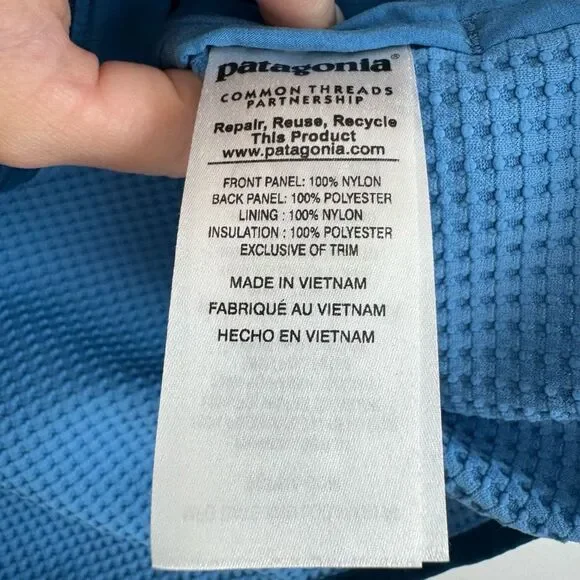 patagonia®
COMMON THREADS
PARTNERSHIP
Repair, Reuse, Recycle
This Product
www.patagonia.com
FRONT PANEL: 100% NYLON
BACK PANEL: 100% POLYESTER
LINING : 100% NYLON
INSULATION : 100% POLYESTER
EXCLUSIVE OF TRIM
MADE IN VIETNAM
FABRIQUÉ AU VIETNAM
HECHO EN VIETNAM